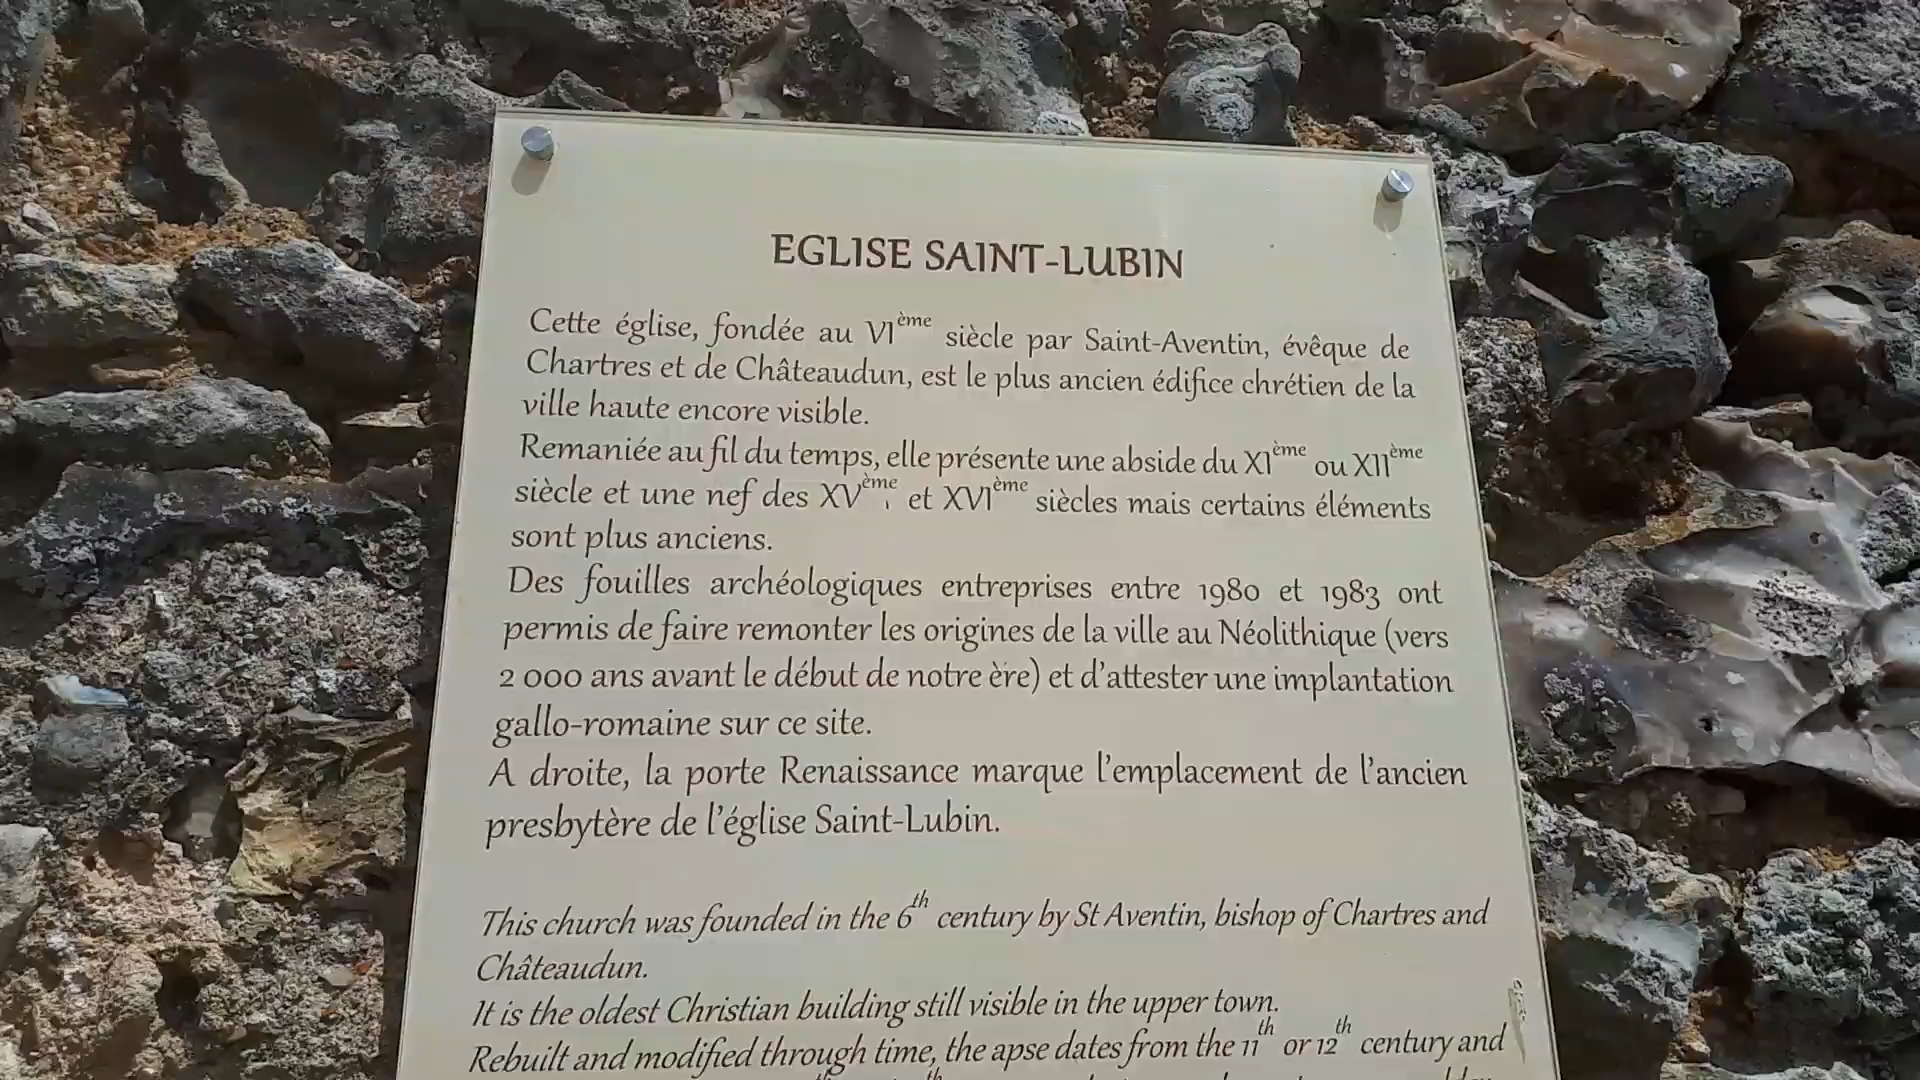 EGLISE SAINT-LUBIN
Cette église, fondée au VIème siècle par Saint-Aventin, évêque de
Chartres et de Châteaudun, est le plus ancien édifice chrétien de la
ville haute encore visible.
Remaniée au fil du temps, elle présente une abside du XIème ou XIIème
siècle et une nef des XVème, et XVIème siècles mais certains éléments
sont plus anciens.
Des fouilles archéologiques entreprises entre 1980 et 1983 ont
permis de faire remonter les origines de la ville au Néolithique (vers
2 000 ans avant le début de notre ère) et d'attester une implantation
gallo-romaine sur ce site.
A droite, la porte Renaissance marque l'emplacement de l'ancien
presbytère de l'église Saint-Lubin.
This church was founded in the 6th century by St Aventin, bishop of Chartres and
Châteaudun.
It is the oldest Christian building still visible in the upper town.
Rebuilt and modified through time, the apse dates from the 11th or 12th century and